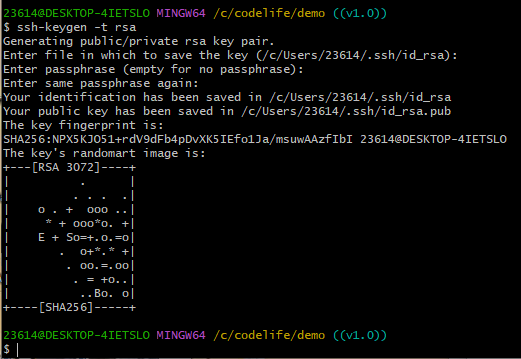 23614@DESKTOP-4IETSLO MINGW64 /c/codelife/demo ((v1.0))
$ ssh-keygen -t rsa
Generating public/private rsa key pair.
Enter file in which to save the key (/c/Users/23614/.ssh/id_rsa):
Enter passphrase (empty for no passphrase):
Enter same passphrase again:
Your identification has been saved in /c/Users/23614/.ssh/id_rsa
Your public key has been saved in /c/Users/23614/.ssh/id_rsa.pub
The key fingerprint is:
SHA256:NPX5KJO51+rdV9dFb4pDvXK5IEfo1Ja/msuwAAzfIbI 23614@DESKTOP-4IETSLO
The key's randomart image is:
+---[RSA 3072]----+
|          .      |
|         . . .  .|
|    o . +  ooo ..|
|     * + ooo*o. +|
|    E + So=+.o.=o|
|       .  o+*.* +|
|        . oo.=.oo|
|         . = +o..|
|          ..Bo. o|
+----[SHA256]-----+
23614@DESKTOP-4IETSLO MINGW64 /c/codelife/demo ((v1.0))
$